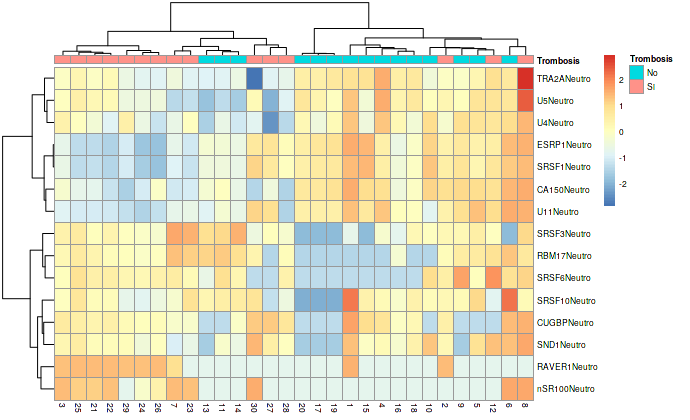 Trombosis
TRA2ANeutro
U5Neutro
U4Neutro
ESRP1Neutro
SRSF1Neutro
CA150Neutro
U11Neutro
SRSF3Neutro
RBM17Neutro
SRSF6Neutro
SRSF10Neutro
CUGBPNeutro
SND1Neutro
RAVER1Neutro
nSR100Neutro
3 25 21 22 29 24 26 7 23 13 11 14 30 27 28 20 17 19 1 15 4 16 18 10 2 9 5 12 6 8
2
1
0
-1
-2
Trombosis
No
SI